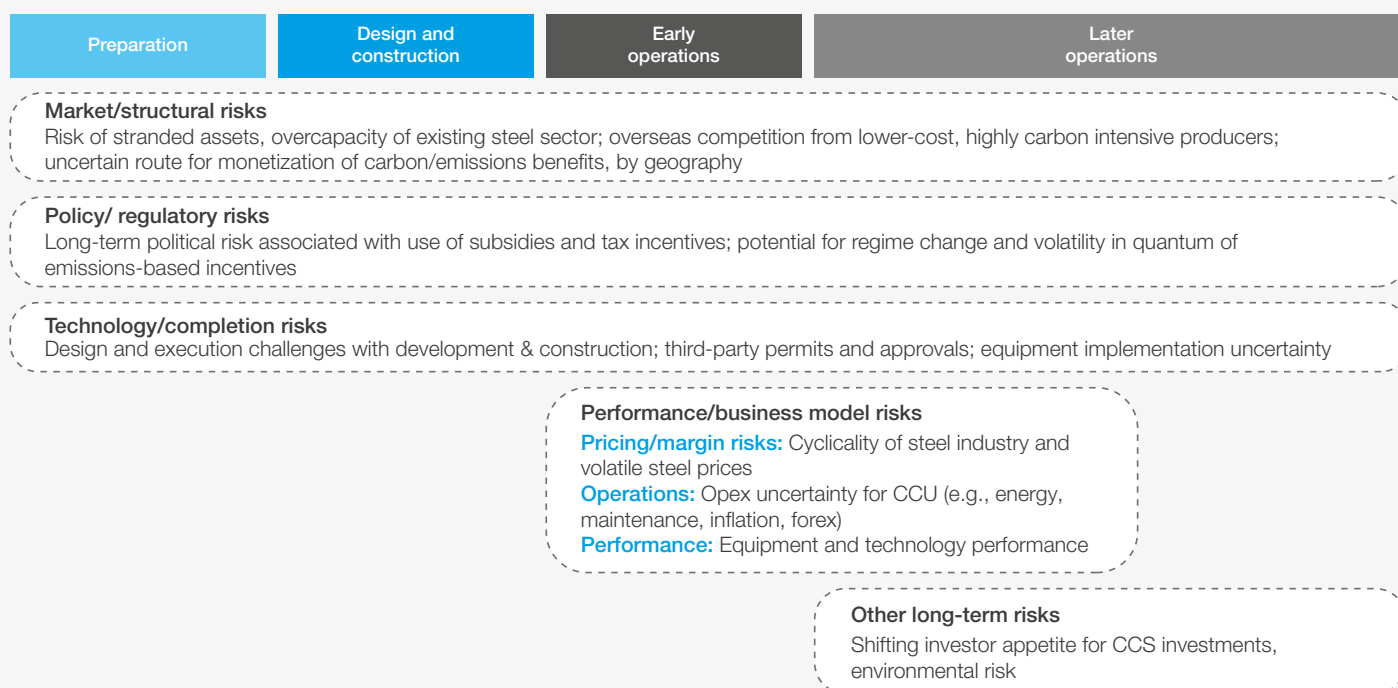 Preparation
Design and
construction
Early
operations
Later
operations
Market/structural risks
Risk of stranded assets, overcapacity of existing steel sector; overseas competition from lower-cost, highly carbon intensive producers;
uncertain route for monetization of carbon/emissions benefits, by geography
Policy/ regulatory risks
Long-term political risk associated with use of subsidies and tax incentives; potential for regime change and volatility in quantum of
emissions-based incentives
Technology/completion risks
Design and execution challenges with development & construction; third-party permits and approvals; equipment implementation uncertainty
Performance/business model risks
Pricing/margin risks: Cyclicality of steel industry and
volatile steel prices
Operations: Opex uncertainty for CCU (e.g., energy,
maintenance, inflation, forex)
Performance: Equipment and technology performance
Other long-term risks
Shifting investor appetite for CCS investments,
environmental risk